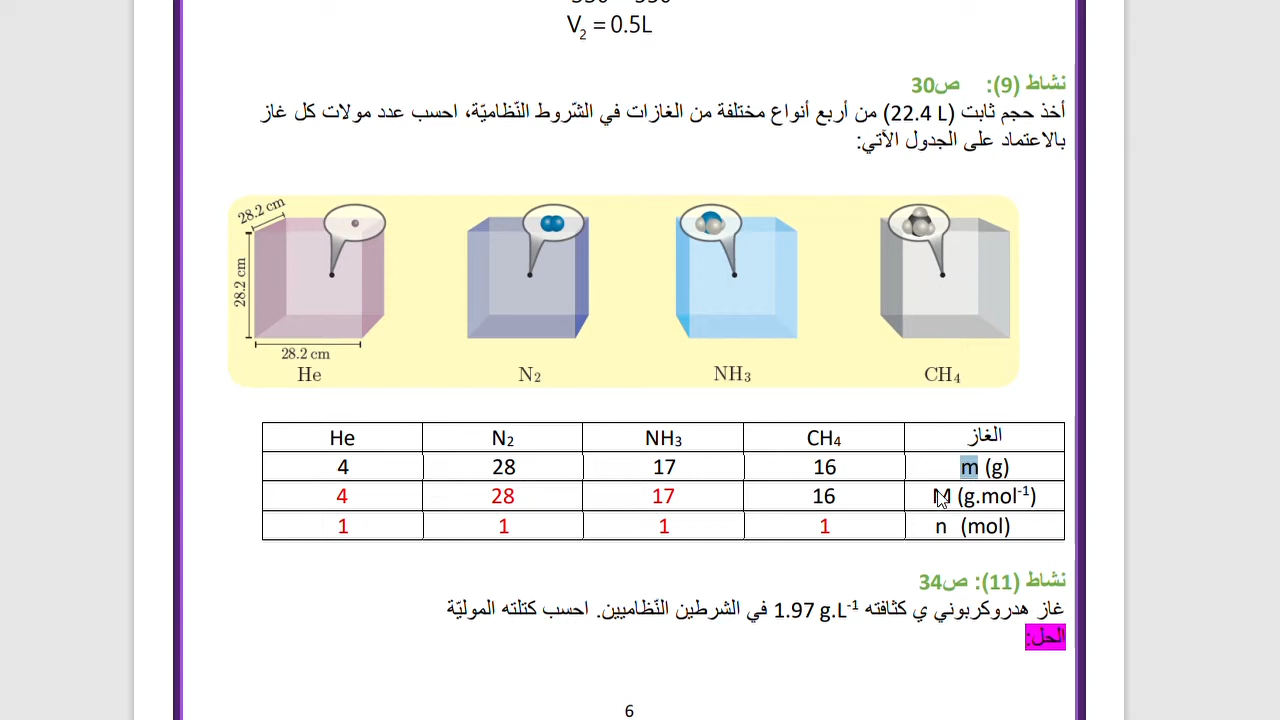 V₂ = 0.5L
نشاط (9): ص30
أخذ حجم ثابت (22.4 L) من أربع أنواع مختلفة من الغازات في الشّروط النّظاميّة، احسب عدد مولات كل غاز
بالاعتماد على الجدول الآتي:
28.2 cm
28.2 cm
28.2 cm
He N₂ NH₃ CH₄
He N₂ NH₃ CH₄ الغاز
4 28 17 16 m (g)
4 28 17 16 M (g.mol⁻¹)
1 1 1 1 n (mol)
نشاط (11): ص34
غاز هدروكربوني ي كثافته 1.97 g.L⁻¹ في الشرطين النّظاميين. احسب كتلته الموليّة
الحل:
6